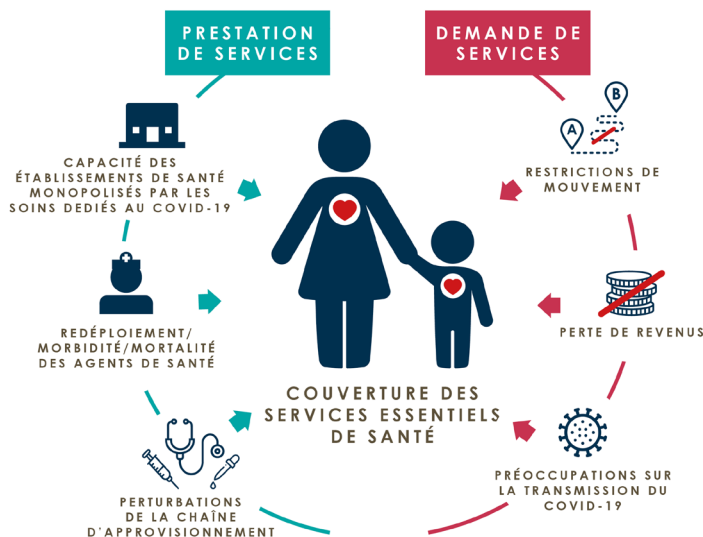 PRESTATION
DE SERVICES
DEMANDE DE
SERVICES
CAPACITÉ DES
ÉTABLISSEMENTS DE SANTÉ
MONOPOLISÉS PAR LES
SOINS DEDIÉS AU COVID-19
REDÉPLOIEMENT/
MORBIDITÉ/MORTALITÉ
DES AGENTS DE SANTÉ
PERTURBATIONS
DE LA CHAÎNE
D'APPROVISIONNEMENT
COUVERTURE DES
SERVICES ESSENTIELS
DE SANTÉ
A
B
RESTRICTIONS DE
MOUVEMENT
PERTE DE REVENUS
PRÉOCCUPATIONS SUR
LA TRANSMISSION DU
COVID-19